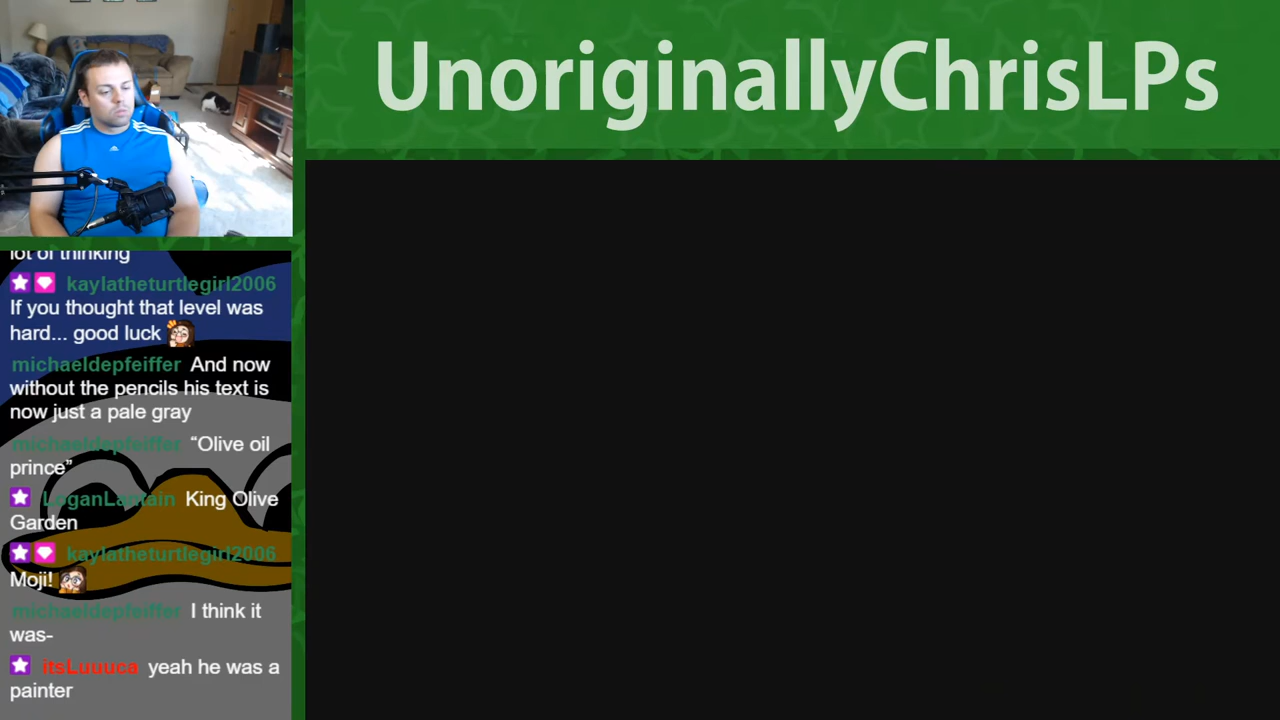 UnoriginallyChrisLPs
lot of thinking
kaylatheturtlegirl2006
If you thought that level was
hard... good luck
michaeldepfeiffer And now
without the pencils his text is
now just a pale gray
michaeldepfeiffer “Olive oil
prince”
LoganLantain King Olive
Garden
kaylatheturtlegirl2006
Moji!
michaeldepfeiffer I think it
was-
itsLuuuca yeah he was a
painter